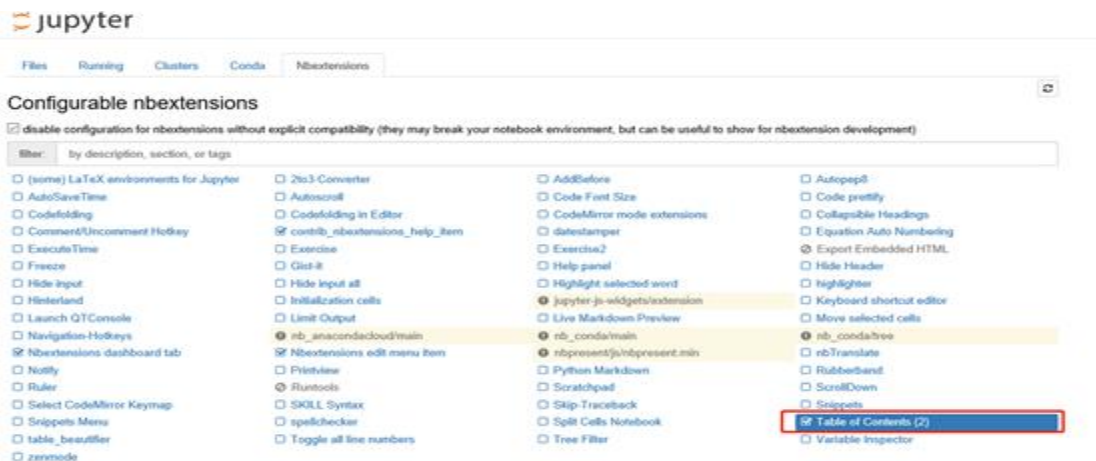 jupyter
Files Running Clusters Conda Nbextensions
Configurable nbextensions
disable configuration for nbextensions without explicit compatibility (they may break your notebook environment, but can be useful to show for nbextension development)
filter: by description, section, or tags
(some) LaTeX environments for Jupyter 2to3 Converter AddBefore Autopep8
AutoSaveTime Autoscroll Code Font Size Code prettify
Codefolding Codefolding in Editor CodeMirror mode extensions Collapsible Headings
Comment/Uncomment Hotkey contrib_nbextensions_help_item datestamper Equation Auto Numbering
ExecuteTime Exercise Exercise2 Export Embedded HTML
Freeze Gist-it Help panel Hide Header
Hide input Hide input all Highlight selected word highlighter
Hinterland Initialization cells jupyter-js-widgets/extension Keyboard shortcut editor
Launch QTConsole Limit Output Live Markdown Preview Move selected cells
Navigation-Hotkeys nb_anacondacloud/main nb_conda/main nb_conda/tree
Nbextensions dashboard tab Nbextensions edit menu item nbpresent/js/nbpresent.min nbTranslate
Notify Printview Python Markdown Rubberband
Ruler Runtools Scratchpad ScrollDown
Select CodeMirror Keymap SKILL Syntax Skip-Traceback Snippets
Snippets Menu spellchecker Split Cells Notebook Table of Contents (2)
table_beautifier Toggle all line numbers Tree Filter Variable Inspector
zenmode